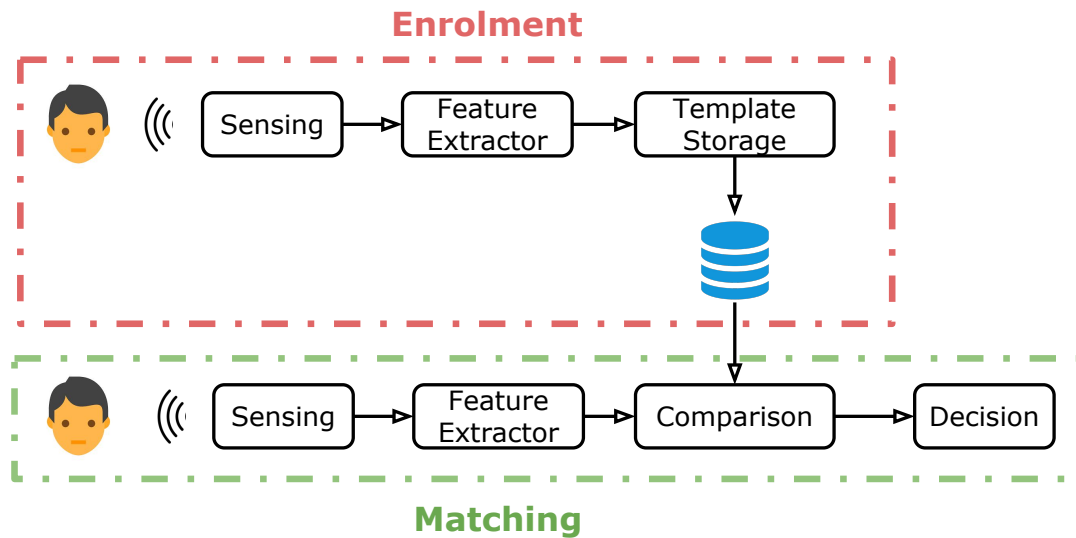 Enrolment
Sensing
Feature
Extractor
Template
Storage
Sensing
Feature
Extractor
Comparison
Decision
Matching